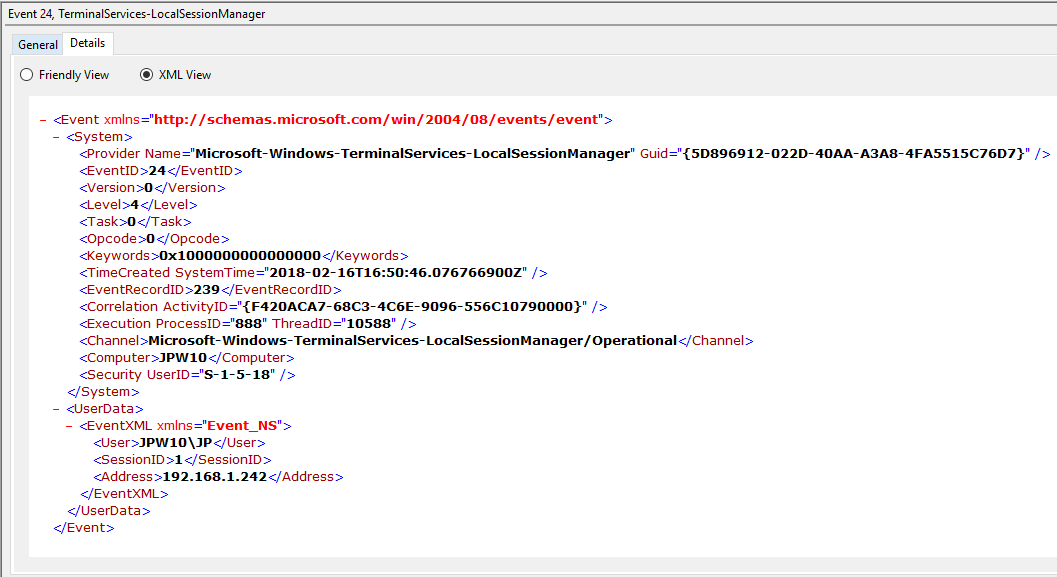 Event 24, TerminalServices-LocalSessionManager
General Details
Friendly View XML View
- <Event xmlns="http://schemas.microsoft.com/win/2004/08/events/event">
- <System>
<Provider Name="Microsoft-Windows-TerminalServices-LocalSessionManager" Guid="{5D896912-022D-40AA-A3A8-4FA5515C76D7}" />
<EventID>24</EventID>
<Version>0</Version>
<Level>4</Level>
<Task>0</Task>
<Opcode>0</Opcode>
<Keywords>0x1000000000000000</Keywords>
<TimeCreated SystemTime="2018-02-16T16:50:46.076766900Z" />
<EventRecordID>239</EventRecordID>
<Correlation ActivityID="{F420ACA7-68C3-4C6E-9096-556C10790000}" />
<Execution ProcessID="888" ThreadID="10588" />
<Channel>Microsoft-Windows-TerminalServices-LocalSessionManager/Operational</Channel>
<Computer>JPW10</Computer>
<Security UserID="S-1-5-18" />
</System>
- <UserData>
- <EventXML xmlns="Event_NS">
<User>JPW10\JP</User>
<SessionID>1</SessionID>
<Address>192.168.1.242</Address>
</EventXML>
</UserData>
</Event>